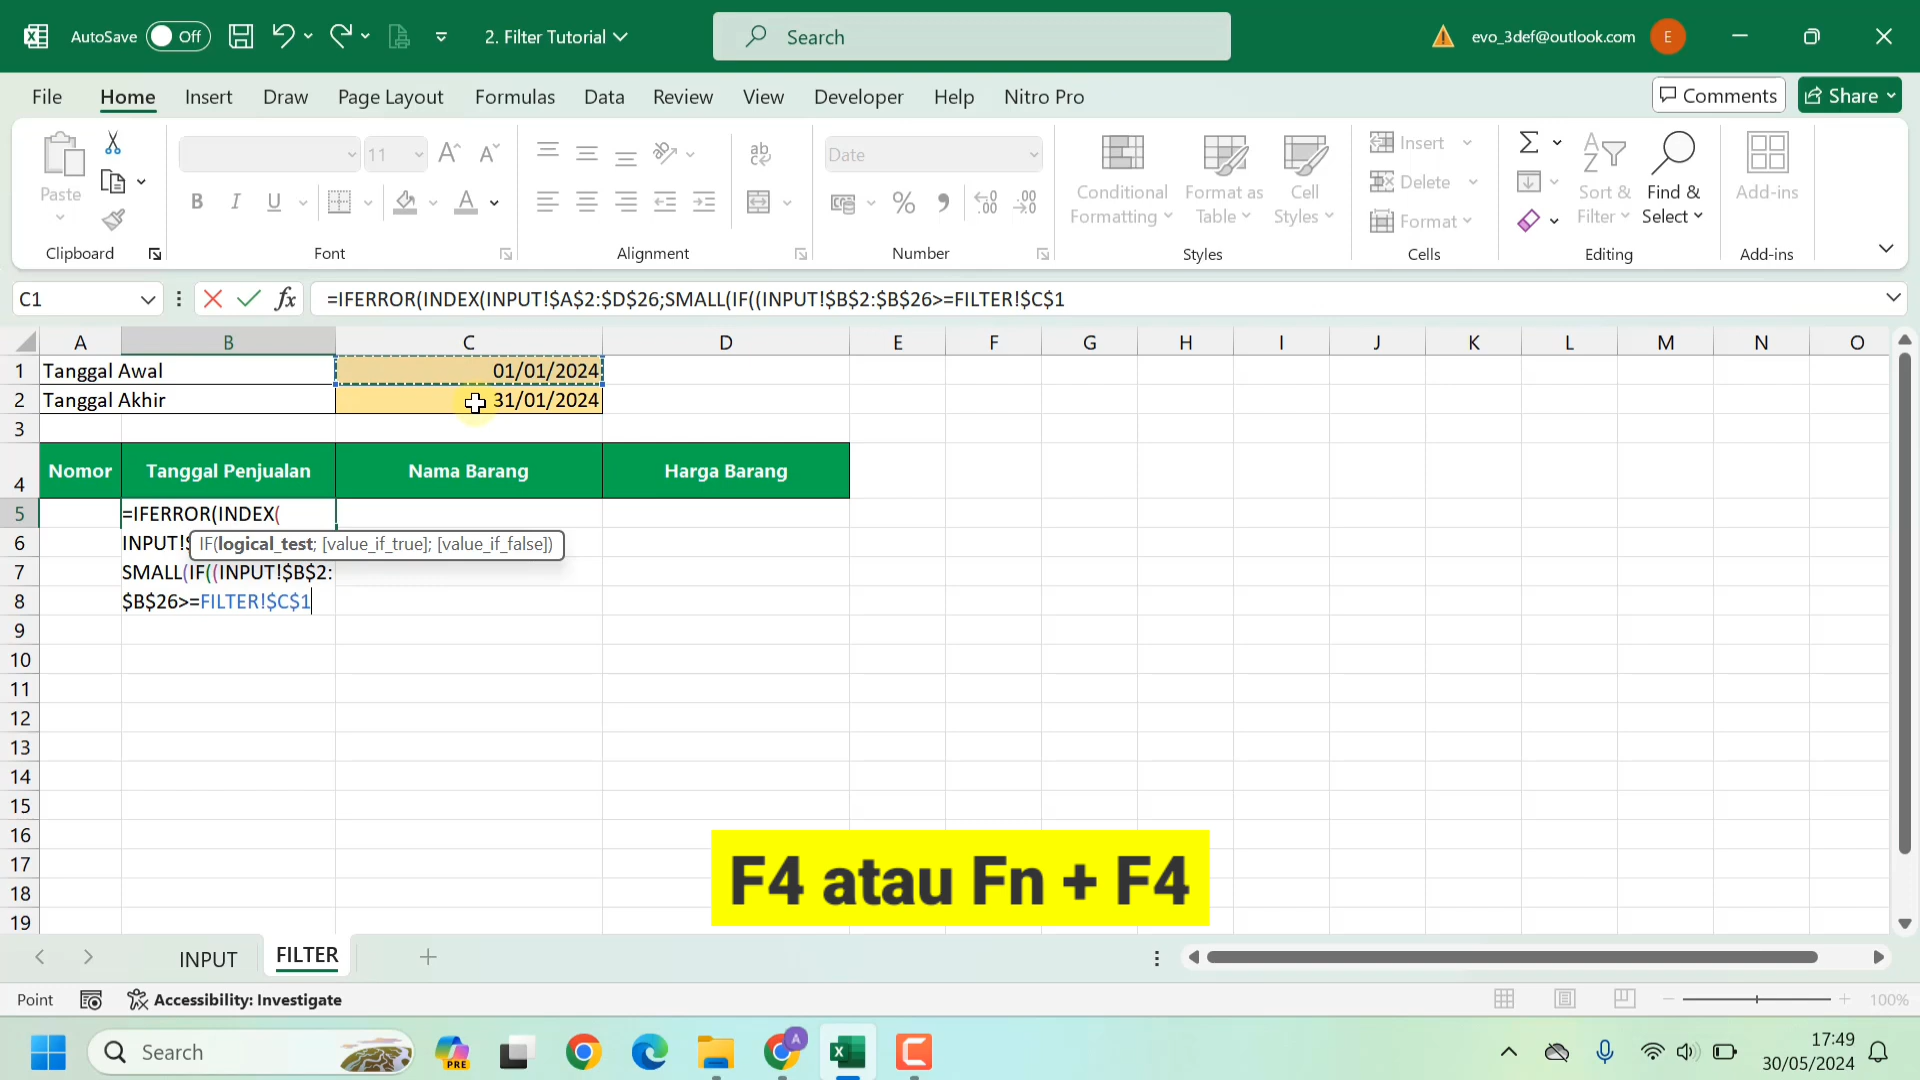 AutoSave Off 2. Filter Tutorial Search evo_3def@outlook.com E
File Home Insert Draw Page Layout Formulas Data Review View Developer Help Nitro Pro Comments Share
Paste
11
B I U A
ab
Date
Conditional
Formatting
Format as
Table
Cell
Styles
Insert
Delete
Format
Sort &
Filter
Find &
Select
Add-ins
Clipboard Font Alignment Number Styles Cells Editing Add-ins
C1 fx =IFERROR(INDEX(INPUT!$A$2:$D$26;SMALL(IF((INPUT!$B$2:$B$26>=FILTER!$C$1
A B C D E F G H I J K L M N O
1 Tanggal Awal 01/01/2024
2 Tanggal Akhir 31/01/2024
3
4 Nomor Tanggal Penjualan Nama Barang Harga Barang
5 =IFERROR(INDEX(
6 INPUT!$ IF(logical_test; [value_if_true]; [value_if_false])
7 SMALL(IF((INPUT!$B$2:
8 $B$26>=FILTER!$C$1
9
10
11
12
13
14
15
16
17
18
19
F4 atau Fn + F4
INPUT FILTER
Point Accessibility: Investigate 100%
Search PRE A 17:49
30/05/2024